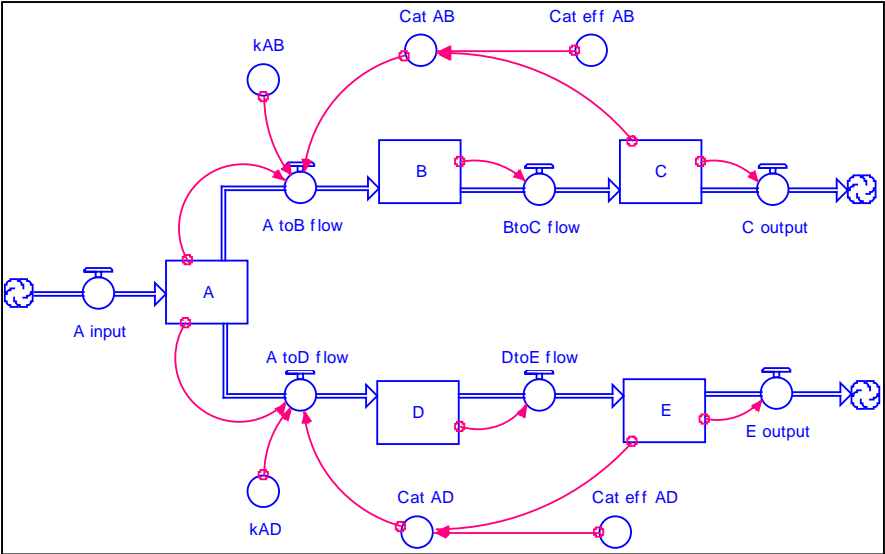 Cat AB
Cat eff AB
kAB
B
C
A toB flow
BtoC flow
C output
A
A input
A toD flow
DtoE flow
D
E
E output
Cat AD
Cat eff AD
kAD